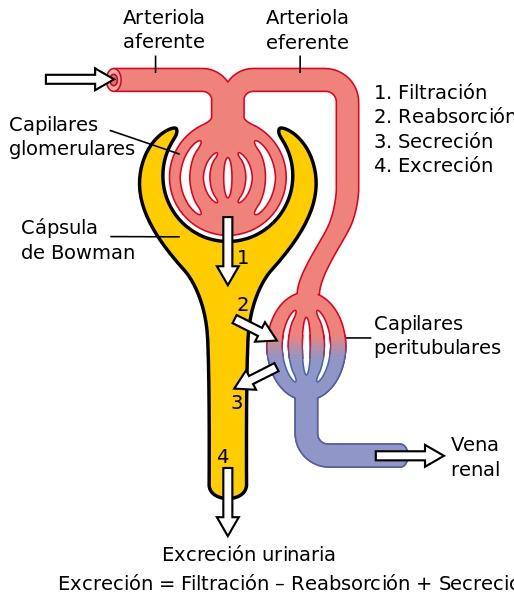 Arteriola
aferente
Arteriola
eferente
1. Filtración
2. Reabsorción
3. Secreción
4. Excreción
Capilares
glomerulares
Cápsula
de Bowman
1
2
Capilares
peritubulares
3
4
Vena
renal
Excreción urinaria
Excreción = Filtración – Reabsorción + Secreció